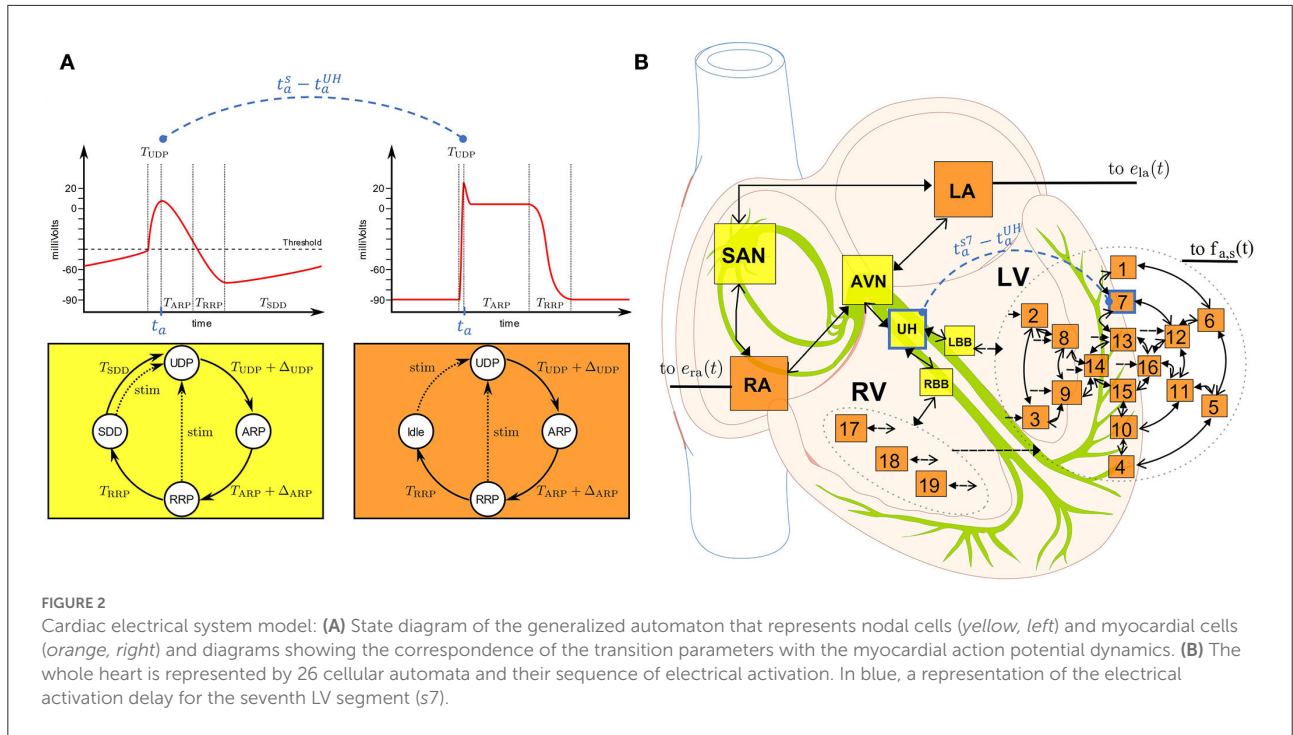 A
t_a^s − t_a^{UH}
T_UDP
T_UDP
20
0
-60
-90
milliVolts
Threshold
T_ARP
T_RRP
T_SDD
t_a
time
20
0
-60
-90
milliVolts
T_ARP
T_RRP
t_a
time
T_SDD
stim
UDP
T_UDP + Δ_UDP
SDD
stim
ARP
T_RRP
RRP
T_ARP + Δ_ARP
stim
UDP
T_UDP + Δ_UDP
Idle
stim
ARP
T_RRP
RRP
T_ARP + Δ_ARP
B
LA
to e_la(t)
SAN
AVN
t_a^{s7} − t_a^{UH}
LV
to f_a,s(t)
UH
LBB
RBB
to e_ra(t)
RA
RV
1
7
2
6
12
8
13
14
16
9
15
11
3
5
10
4
17
18
19
FIGURE 2
Cardiac electrical system model: (A) State diagram of the generalized automaton that represents nodal cells (yellow, left) and myocardial cells
(orange, right) and diagrams showing the correspondence of the transition parameters with the myocardial action potential dynamics. (B) The
whole heart is represented by 26 cellular automata and their sequence of electrical activation. In blue, a representation of the electrical
activation delay for the seventh LV segment (s7).